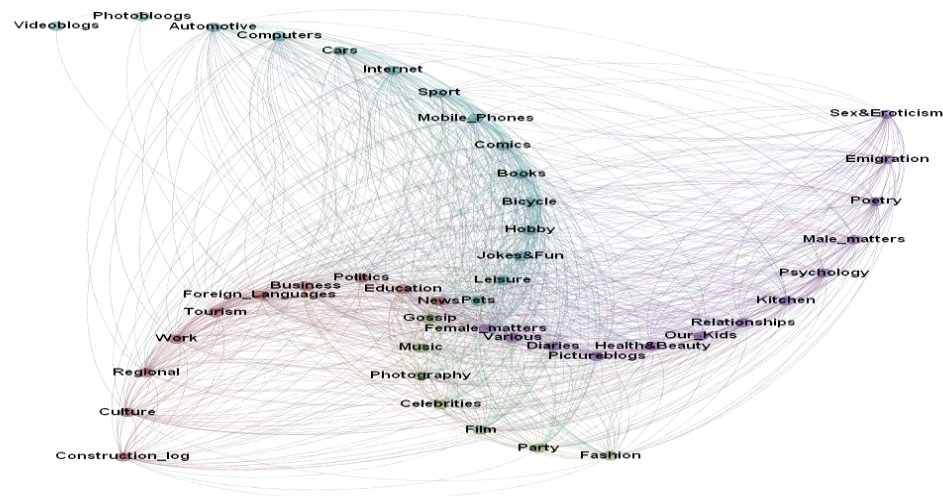 Photobloogs
Videoblogs
Automotive
Computers
Cars
Internet
Sport
Sex&Eroticism
Mobile_Phones
Comics
Emigration
Books
Bicycle
Poetry
Hobby
Male_matters
Jokes&Fun
Psychology
Politics
Leisure
Business
Education
Foreign_Languages
NewsPets
Kitchen
Tourism
Gossip
Relationships
Female_matters
Work
Various
Our_Kids
Music
Diaries
Health&Beauty
Pictureblogs
Regional
Photography
Celebrities
Culture
Film
Party
Construction_log
Fashion